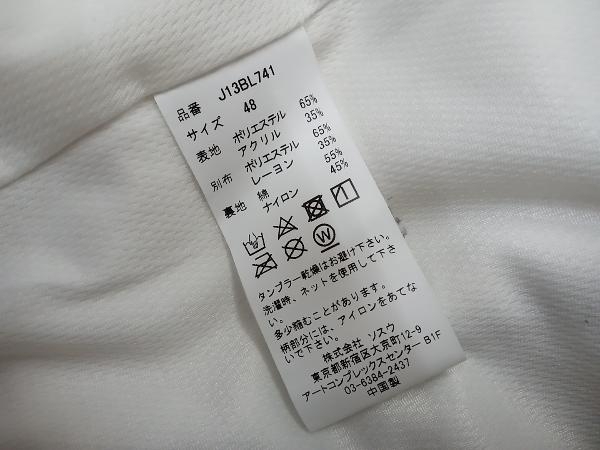 品番 J13BL741
サイズ 48
表地 ポリエステル 65%
アクリル 35%
別布 ポリエステル 65%
レーヨン 35%
裏地 綿 55%
ナイロン 45%
W
タンブラー乾燥はお避け下さい。
洗濯時、ネットを使用して下さ
い。
多少縮むことがあります。
柄部分には、アイロンをあてな
いで下さい。
株式会社 ソスウ
東京都新宿区大京町12-9
アートコンプレックスセンター B1F
03-6384-2437
中国製